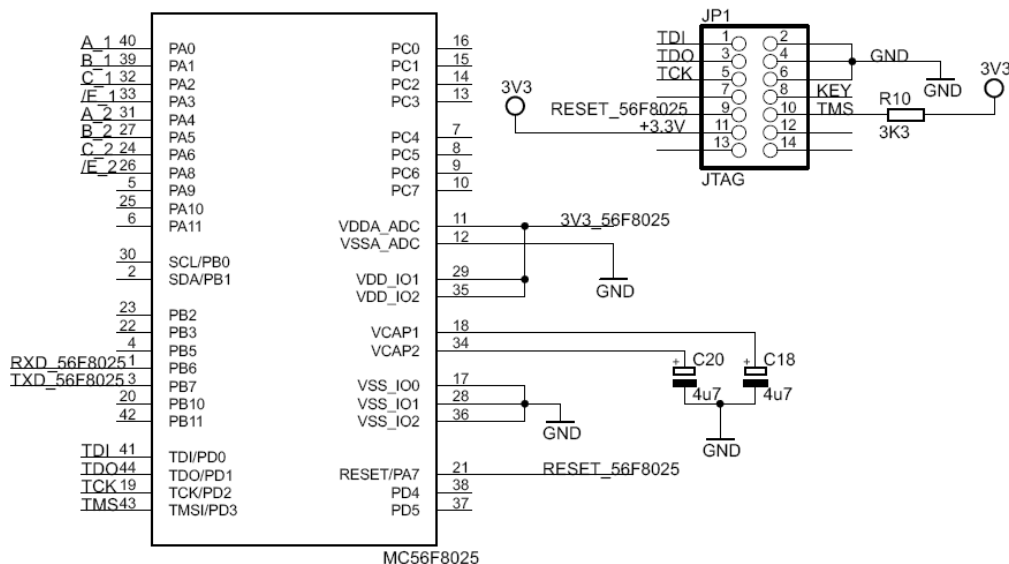 JP1
A_1 40 PA0 PC0 16
B_1 39 PA1 PC1 15
C_1 32 PA2 PC2 14
/E_1 33 PA3 PC3 13
A_2 31 PA4
B_2 27 PA5 PC4 7
C_2 24 PA6 PC5 8
/E_2 26 PA8 PC6 9
5 PA9 PC7 10
25 PA10
6 PA11 VDDA_ADC 11 3V3_56F8025
VSSA_ADC 12
GND
30 SCL/PB0
2 SDA/PB1 VDD_IO1 29
VDD_IO2 35
23 PB2
22 PB3 VCAP1 18
4 PB5 VCAP2 34
RXD_56F8025 1 PB6
TXD_56F8025 3 PB7 VSS_IO0 17
20 PB10 VSS_IO1 28
42 PB11 VSS_IO2 36
GND
C20 C18
+ +
4u7 4u7
GND
TDI 41 TDI/PD0
TDO 44 TDO/PD1 RESET/PA7 21 RESET_56F8025
TCK 19 TCK/PD2 PD4 38
TMS 43 TMSI/PD3 PD5 37
MC56F8025
TDI 1 2
TDO 3 4 GND
TCK 5 6
GND
7 8 KEY
RESET_56F8025 9 10 TMS R10
3K3
3V3
3V3
+3.3V 11 12
13 14
JTAG